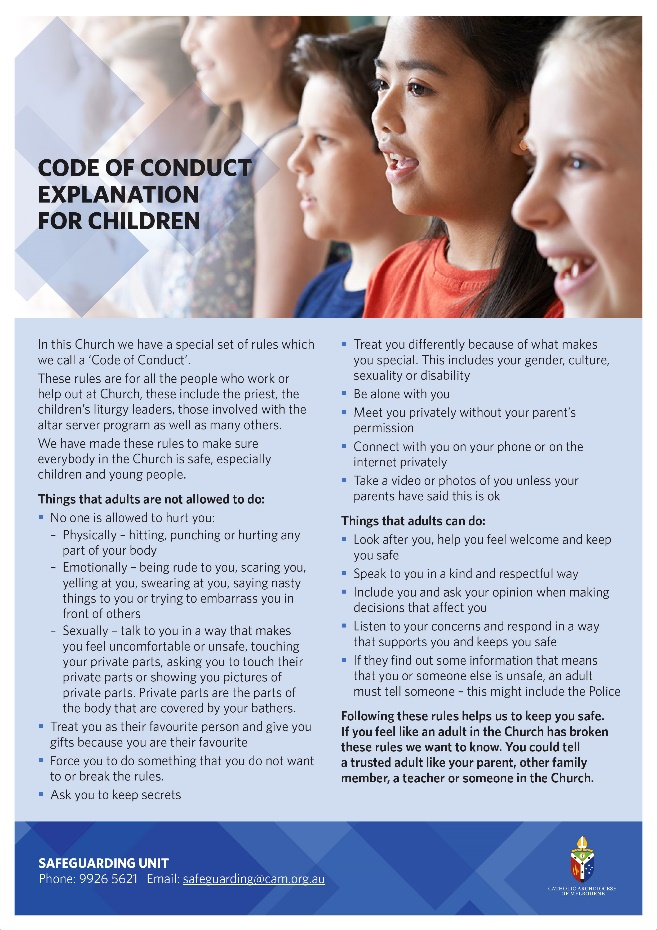 CODE OF CONDUCT
EXPLANATION
FOR CHILDREN
In this Church we have a special set of rules which
we call a ‘Code of Conduct’.
These rules are for all the people who work or
help out at Church, these include the priest, the
children’s liturgy leaders, those involved with the
altar server program as well as many others.
We have made these rules to make sure
everybody in the Church is safe, especially
children and young people.
Things that adults are not allowed to do:
▪ No one is allowed to hurt you:
– Physically – hitting, punching or hurting any
part of your body
– Emotionally – being rude to you, scaring you,
yelling at you, swearing at you, saying nasty
things to you or trying to embarrass you in
front of others
– Sexually – talk to you in a way that makes
you feel uncomfortable or unsafe, touching
your private parts, asking you to touch their
private parts or showing you pictures of
private parts. Private parts are the parts of
the body that are covered by your bathers.
▪ Treat you as their favourite person and give you
gifts because you are their favourite
▪ Force you to do something that you do not want
to or break the rules.
▪ Ask you to keep secrets
▪ Treat you differently because of what makes
you special. This includes your gender, culture,
sexuality or disability
▪ Be alone with you
▪ Meet you privately without your parent’s
permission
▪ Connect with you on your phone or on the
internet privately
▪ Take a video or photos of you unless your
parents have said this is ok
Things that adults can do:
▪ Look after you, help you feel welcome and keep
you safe
▪ Speak to you in a kind and respectful way
▪ Include you and ask your opinion when making
decisions that affect you
▪ Listen to your concerns and respond in a way
that supports you and keeps you safe
▪ If they find out some information that means
that you or someone else is unsafe, an adult
must tell someone – this might include the Police
Following these rules helps us to keep you safe.
If you feel like an adult in the Church has broken
these rules we want to know. You could tell
a trusted adult like your parent, other family
member, a teacher or someone in the Church.
SAFEGUARDING UNIT
Phone: 9926 5621 Email: safeguarding@cam.org.au
CATHOLIC ARCHDIOCESE
OF MELBOURNE